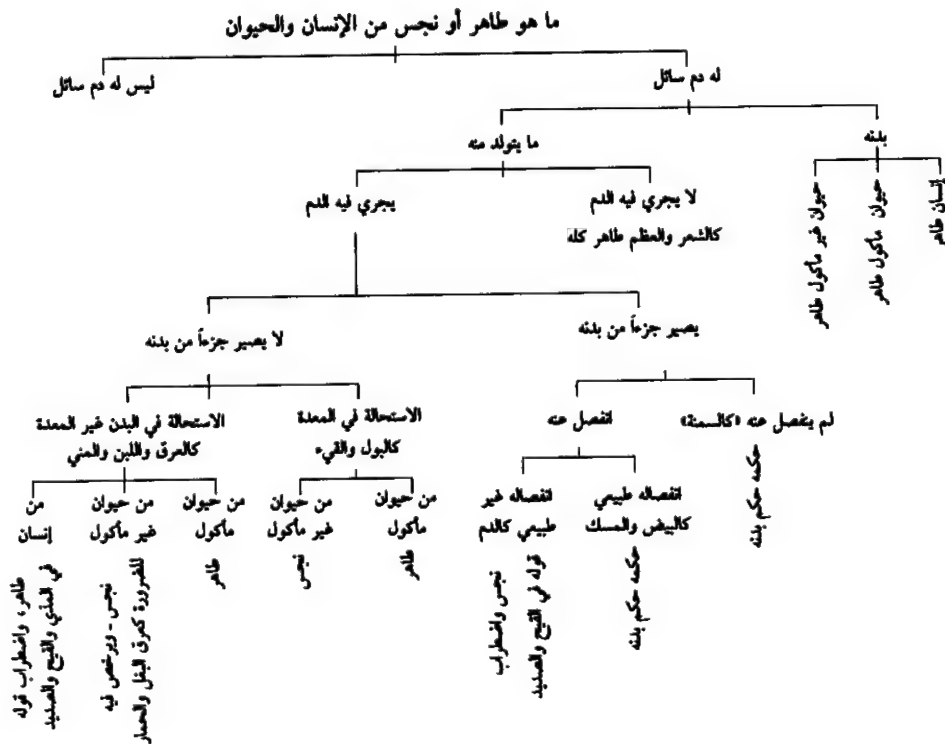 ما هو طاهر أو نجس من الإنسان والحيوان
له دم سائل
ليس له دم سائل
بدنه
ما يتولد منه
إنسان طاهر
حيوان مأكول طاهر
حيوان غير مأكول طاهر
لا يجري فيه الدم
كالشعر والعظم طاهر كله
يجري فيه الدم
يصير جزءاً من بدنه
لا يصير جزءاً من بدنه
لم ينفصل عنه «كالسمنة»
حكمه حكم بدنه
انفصل عنه
انفصاله طبيعي
كالبيض والمسك
حكمه حكم بدنه
انفصاله غير
طبيعي كالدم
نجس واضطراب
قوله في القيح والصديد
الاستحالة في المعدة
كالبول والقيء
من حيوان
مأكول
طاهر
من حيوان
غير مأكول
نجس
الاستحالة في البدن غير المعدة
كالعرق واللبن والمني
من حيوان
مأكول
طاهر
من حيوان
غير مأكول
نجس - ويرخص فيه
للضرورة كعرق البغل والحمار
من
إنسان
طاهر، واضطراب قوله
في المذي والقيح والصديد